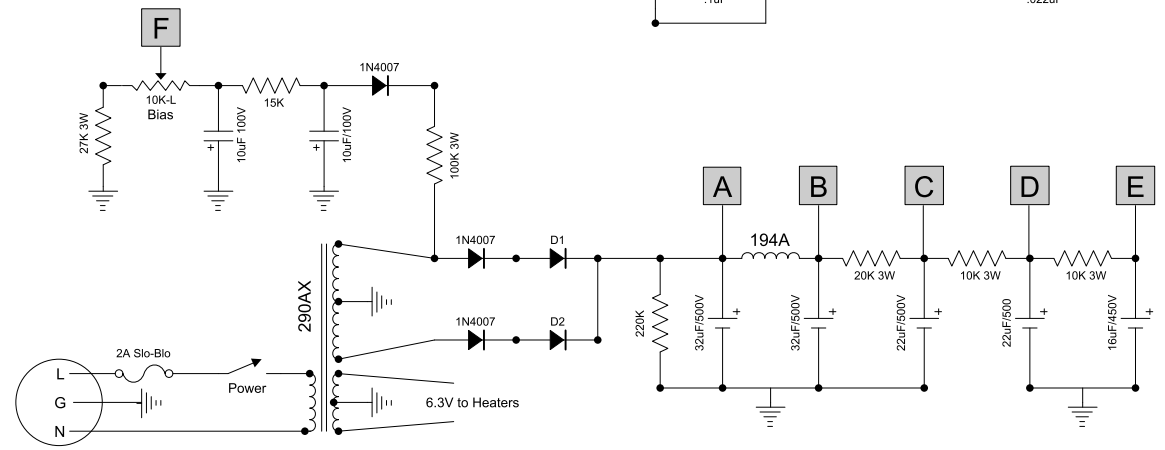 .1uf
.022uf
F
1N4007
10K-L
Bias
15K
27K 3W
10uF 100V
+
10uF/100V
+
100K 3W
A
B
C
D
E
1N4007
D1
194A
20K 3W
10K 3W
10K 3W
290AX
220K
32uF/500V
+
32uF/500V
+
22uF/500V
+
22uF/500
+
16uF/450V
+
1N4007
D2
2A Slo-Blo
L
Power
G
6.3V to Heaters
N